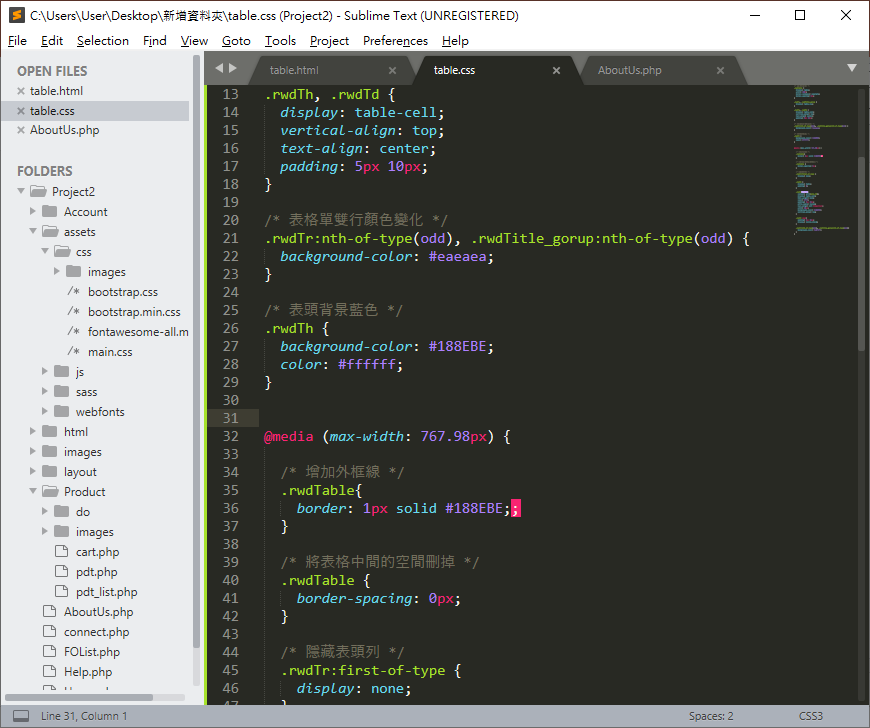 C:\Users\User\Desktop\新增資料夾\table.css (Project2) - Sublime Text (UNREGISTERED)
File Edit Selection Find View Goto Tools Project Preferences Help
OPEN FILES
table.html
table.css
AboutUs.php
FOLDERS
Project2
Account
assets
css
images
/* bootstrap.css
/* bootstrap.min.css
/* fontawesome-all.m
/* main.css
js
sass
webfonts
html
images
layout
Product
do
images
cart.php
pdt.php
pdt_list.php
AboutUs.php
connect.php
FOList.php
Help.php
table.html table.css AboutUs.php
13 .rwdTh, .rwdTd {
14 display: table-cell;
15 vertical-align: top;
16 text-align: center;
17 padding: 5px 10px;
18 }
19
20 /* 表格單雙行顏色變化 */
21 .rwdTr:nth-of-type(odd), .rwdTitle_gorup:nth-of-type(odd) {
22 background-color: #eaeaea;
23 }
24
25 /* 表頭背景藍色 */
26 .rwdTh {
27 background-color: #188EBE;
28 color: #ffffff;
29 }
30
31
32 @media (max-width: 767.98px) {
33
34 /* 增加外框線 */
35 .rwdTable{
36 border: 1px solid #188EBE;;
37 }
38
39 /* 將表格中間的空間刪掉 */
40 .rwdTable {
41 border-spacing: 0px;
42 }
43
44 /* 隱藏表頭列 */
45 .rwdTr:first-of-type {
46 display: none;
47 }
Line 31, Column 1 Spaces: 2 CSS3